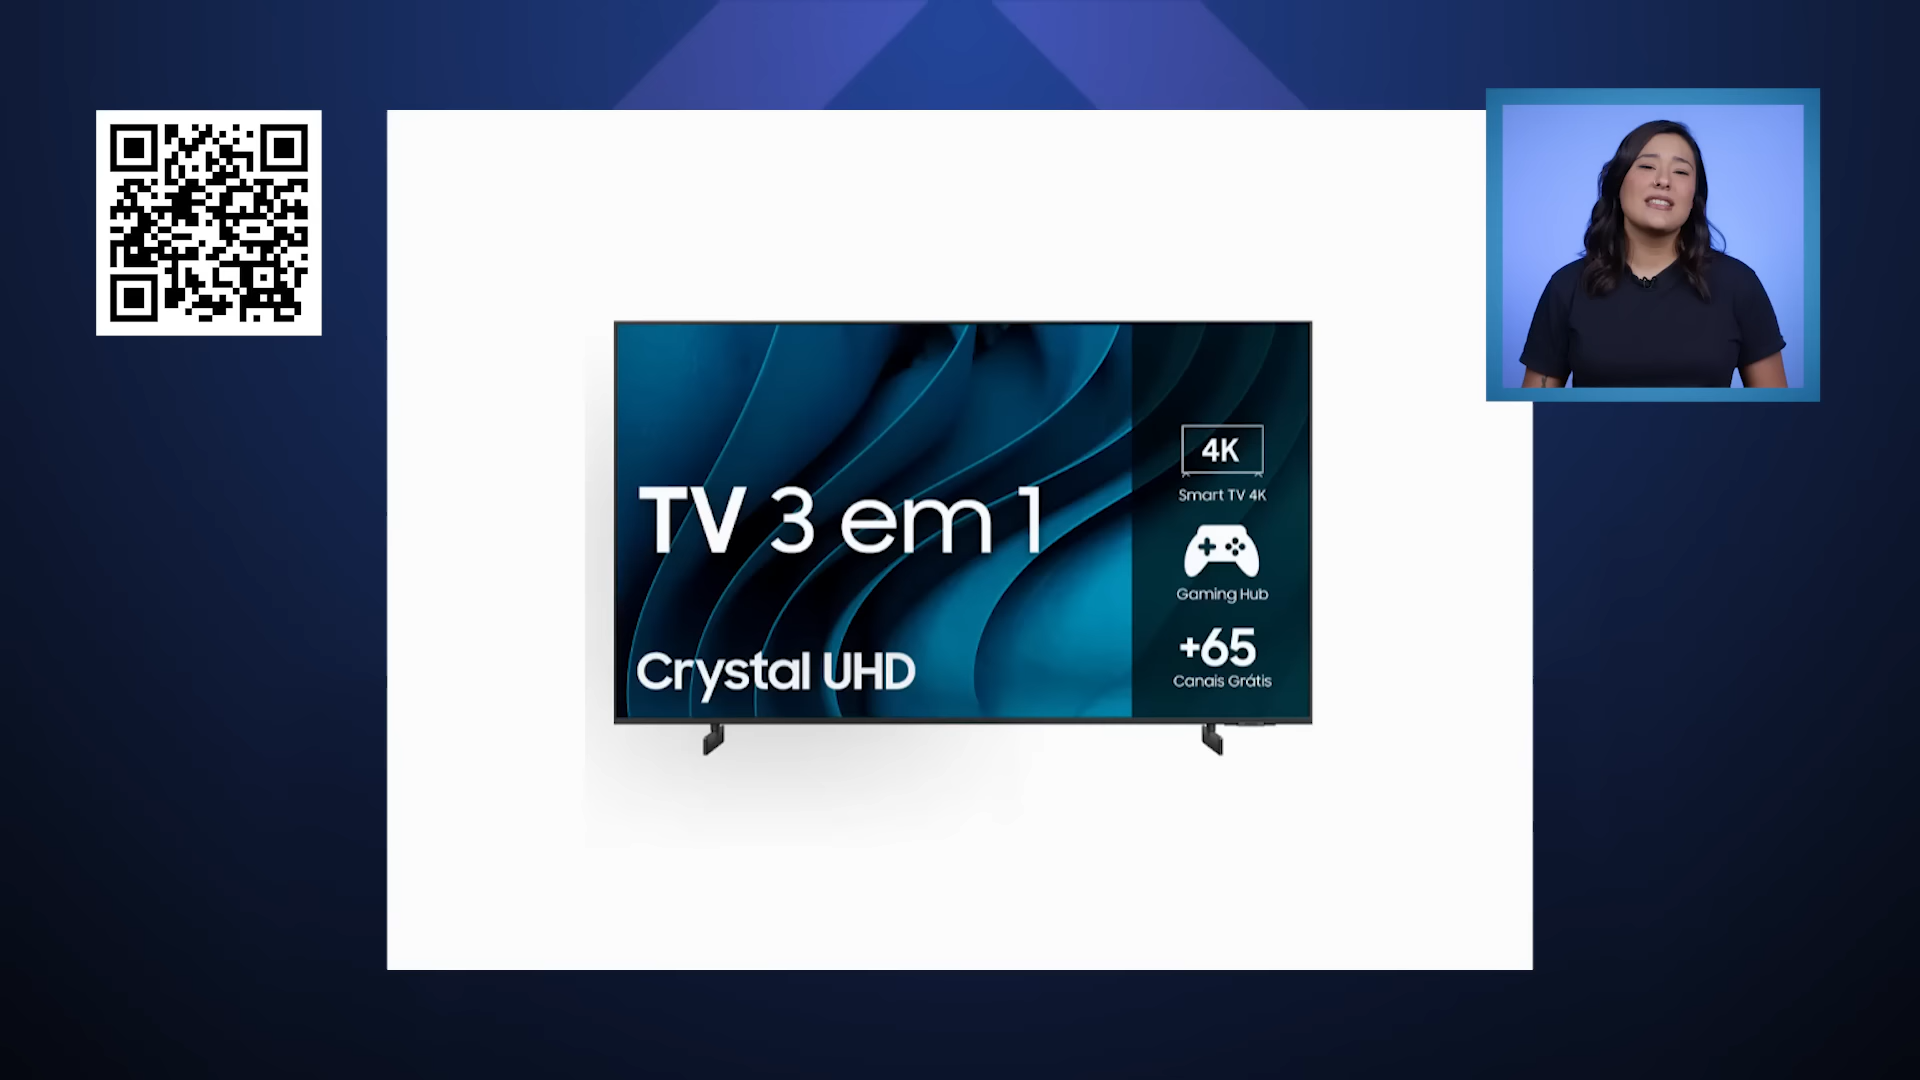 TV 3 em 1
Crystal UHD
4K
Smart TV 4K
Gaming Hub
+65
Canais Grátis